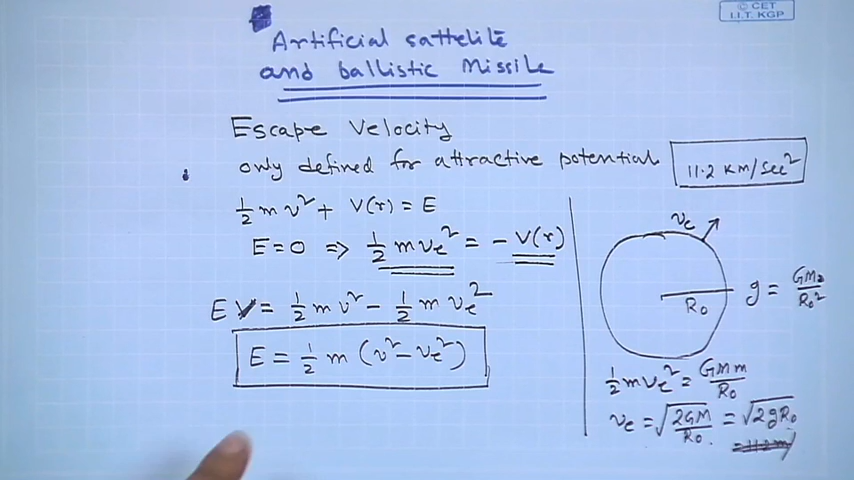 © CET
I.I.T. KGP
Artificial sattelite
and ballistic Missile
Escape Velocity
only defined for attractive potential
11.2 KM/sec²
½ m v² + V(r) = E
E=0 ⇒ ½ m vₑ² = − V(r)
E = ½ m v² − ½ m vₑ²
E = ½ m (v² − vₑ²)
vₑ
R₀
g = GM₀/R₀²
½ m vₑ² = GMm/R₀
vₑ = √(2GM/R₀) = √(2gR₀)